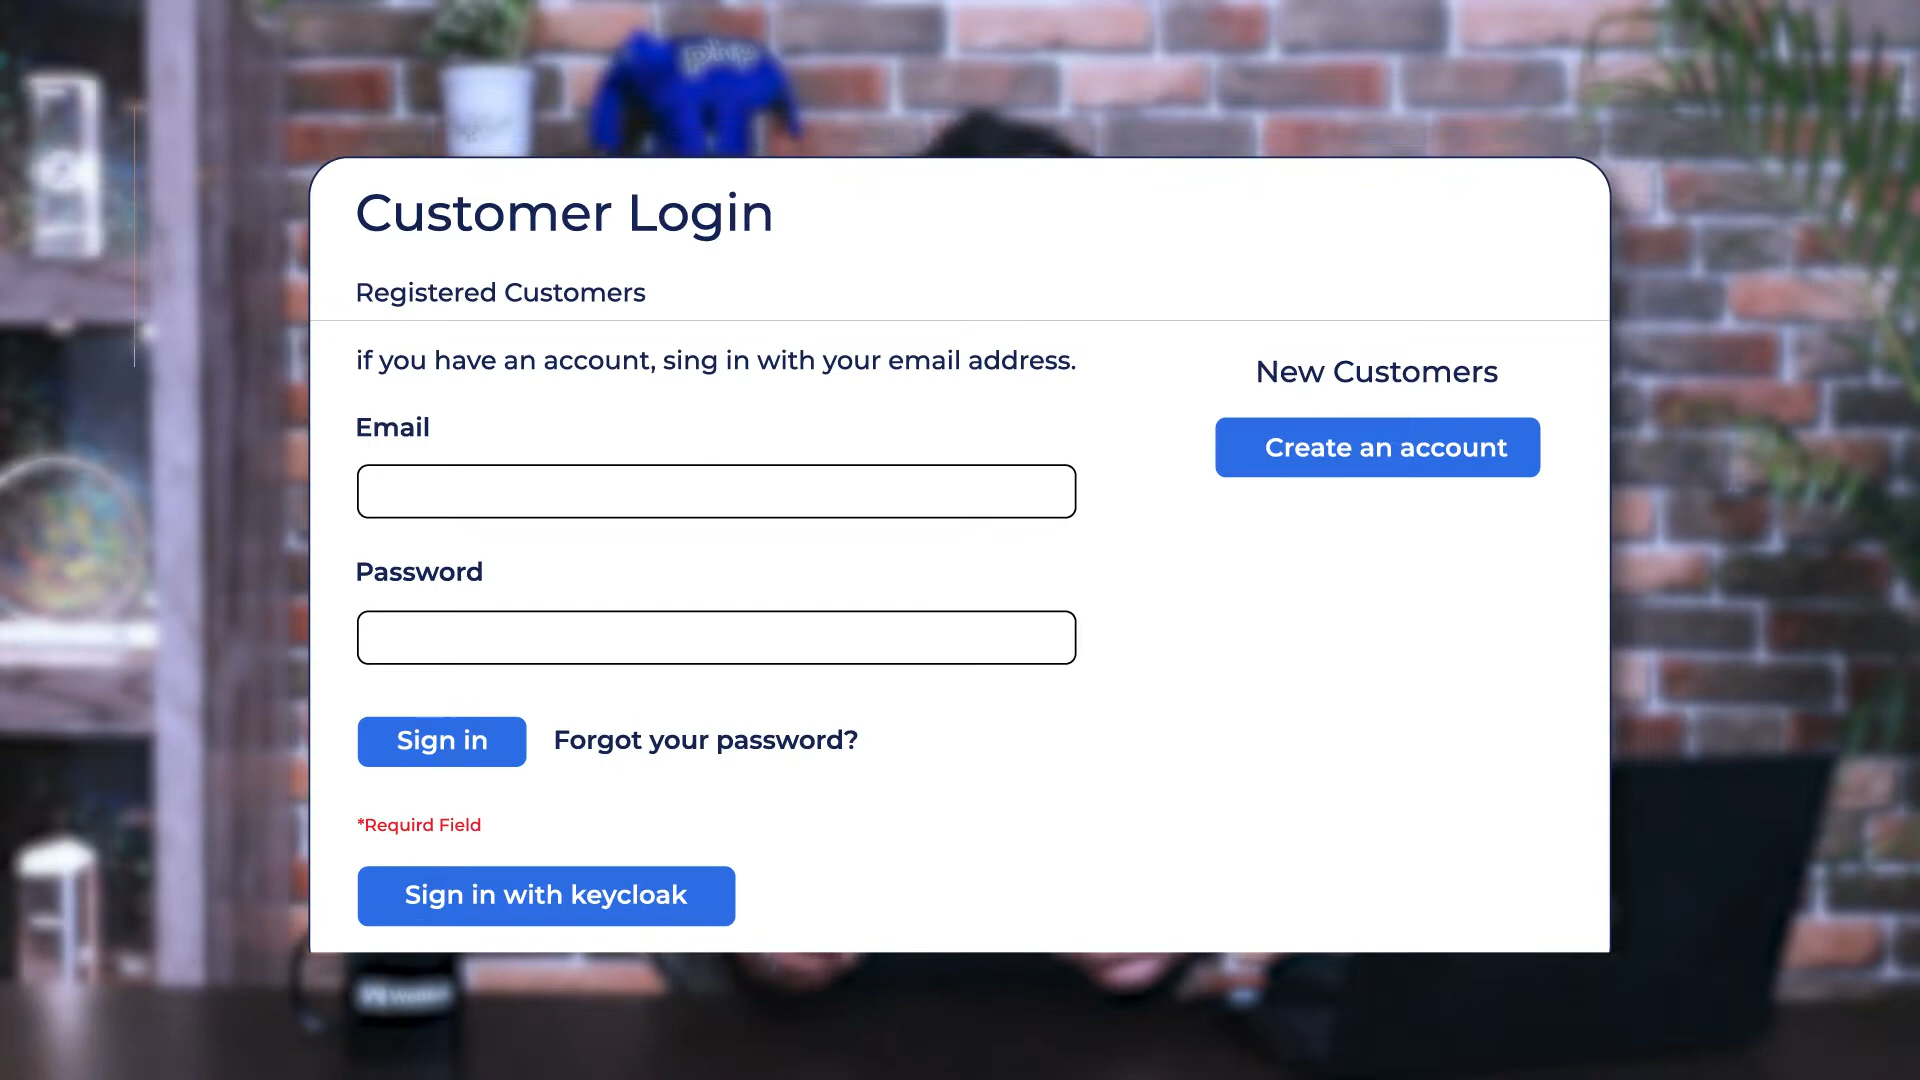 php
Customer Login
Registered Customers
if you have an account, sing in with your email address.
Email
Password
Sign in
Forgot your password?
*Requird Field
Sign in with keycloak
New Customers
Create an account